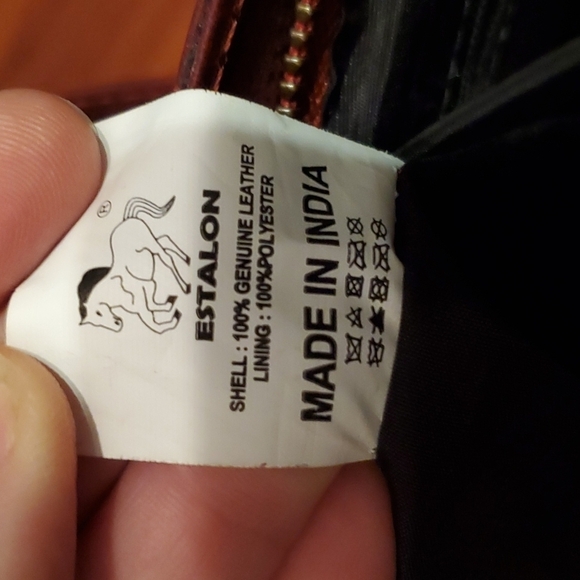 ®
ESTALON
SHELL : 100% GENUINE LEATHER
LINING : 100%POLYESTER
MADE IN INDIA